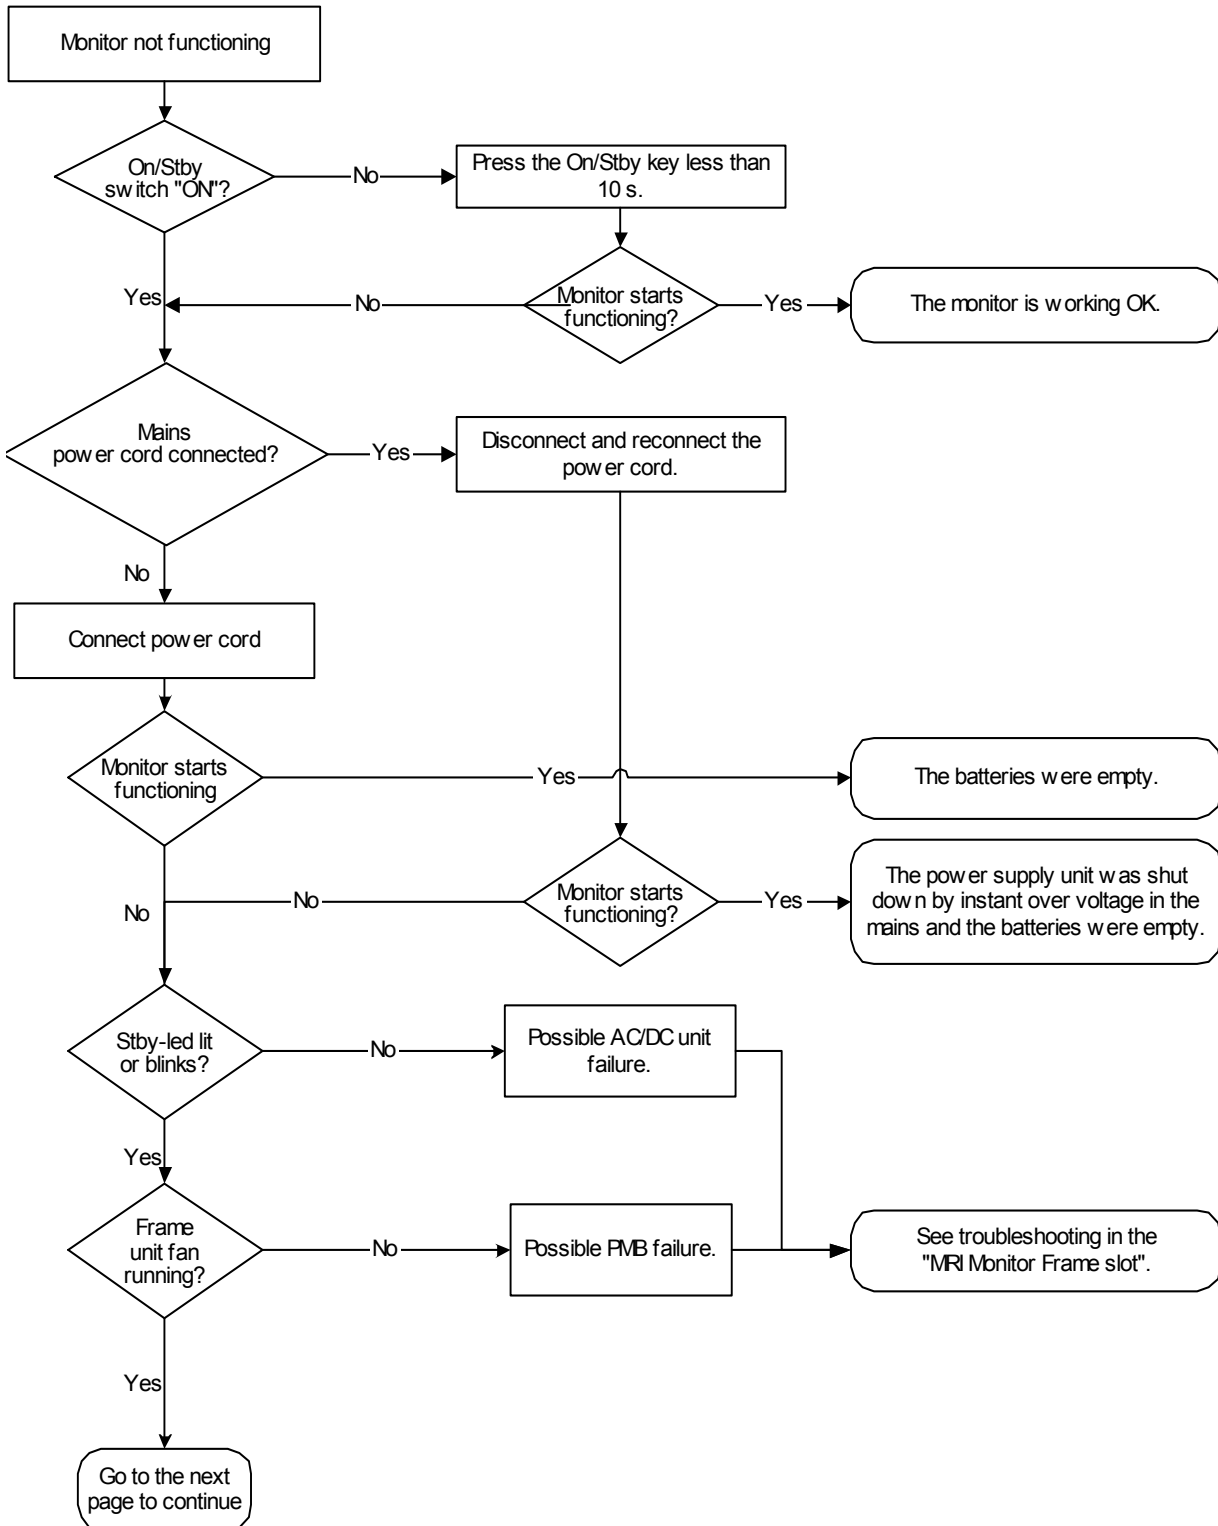 Monitor not functioning
On/Stby
switch "ON"?
No
Press the On/Stby key less than
10 s.
Yes
No
Monitor starts
functioning?
Yes
The monitor is working OK.
Mains
power cord connected?
Yes
Disconnect and reconnect the
power cord.
No
Connect power cord
Monitor starts
functioning
Yes
The batteries were empty.
No
No
Monitor starts
functioning?
Yes
The power supply unit was shut
down by instant over voltage in the
mains and the batteries were empty.
Stby-led lit
or blinks?
No
Possible AC/DC unit
failure.
Yes
Frame
unit fan
running?
No
Possible PMB failure.
See troubleshooting in the
"MRI Monitor Frame slot".
Yes
Go to the next
page to continue